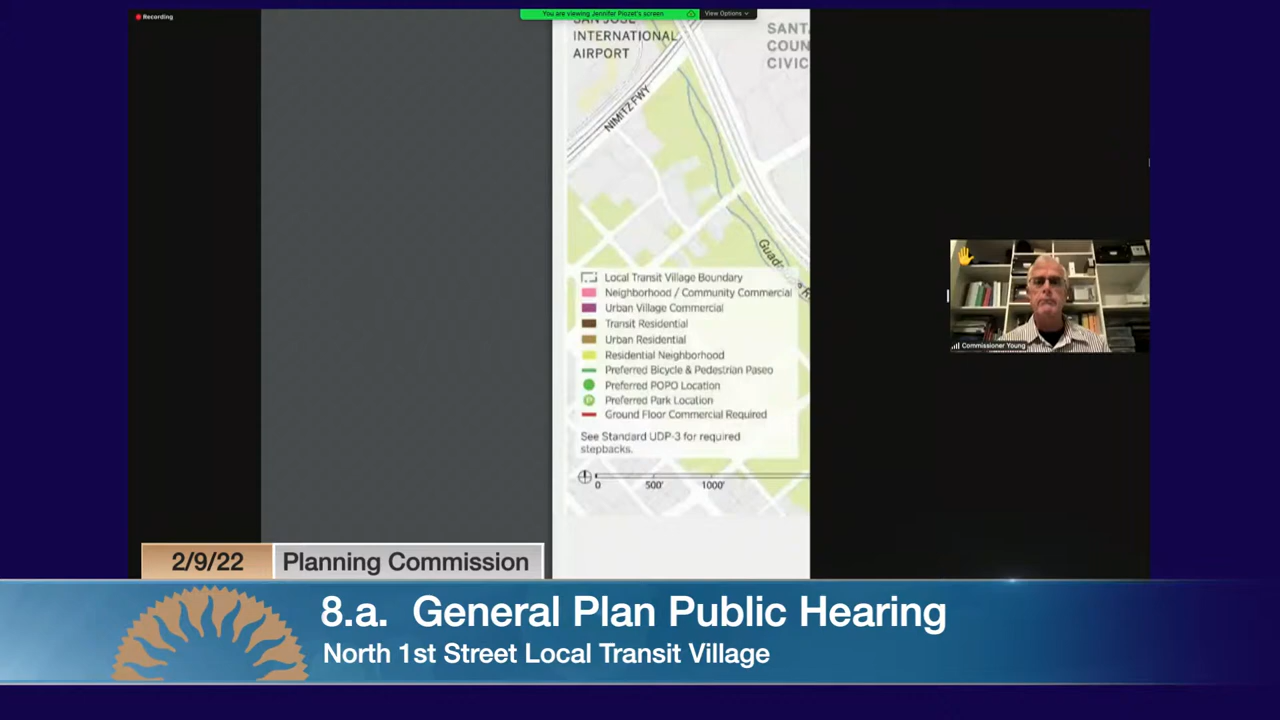 Recording
You are viewing Jennifer Piozet's screen
View Options
SAN JOSE
INTERNATIONAL
AIRPORT
SANT
COUN
CIVIC
NIMITZ FWY
Guad
Local Transit Village Boundary
Neighborhood / Community Commercial
Urban Village Commercial
Transit Residential
Urban Residential
Residential Neighborhood
Preferred Bicycle & Pedestrian Paseo
Preferred POPO Location
P Preferred Park Location
Ground Floor Commercial Required
See Standard UDP-3 for required
stepbacks.
0 500' 1000'
Commissioner Young
2/9/22 Planning Commission
8.a. General Plan Public Hearing
North 1st Street Local Transit Village